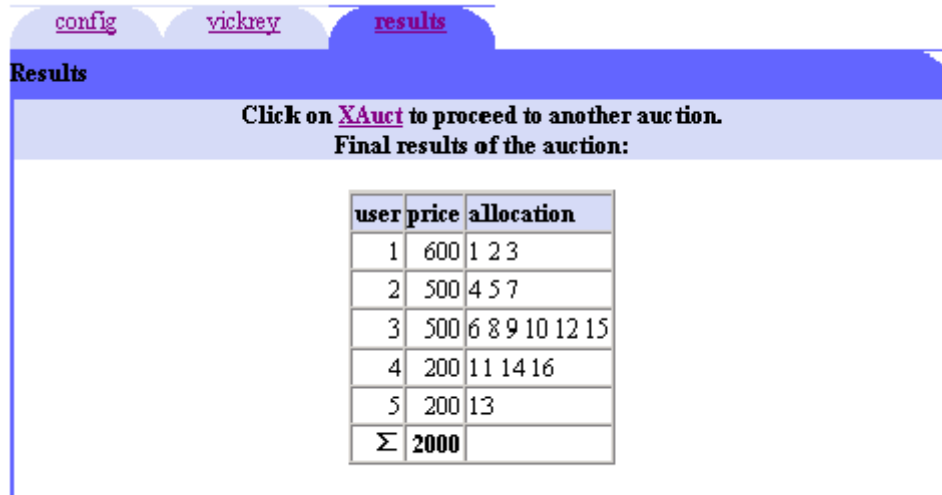 config vickrey results
Results
Click on XAuct to proceed to another auction.
Final results of the auction:
user price allocation
1 600 1 2 3
2 500 4 5 7
3 500 6 8 9 10 12 15
4 200 11 14 16
5 200 13
Σ 2000